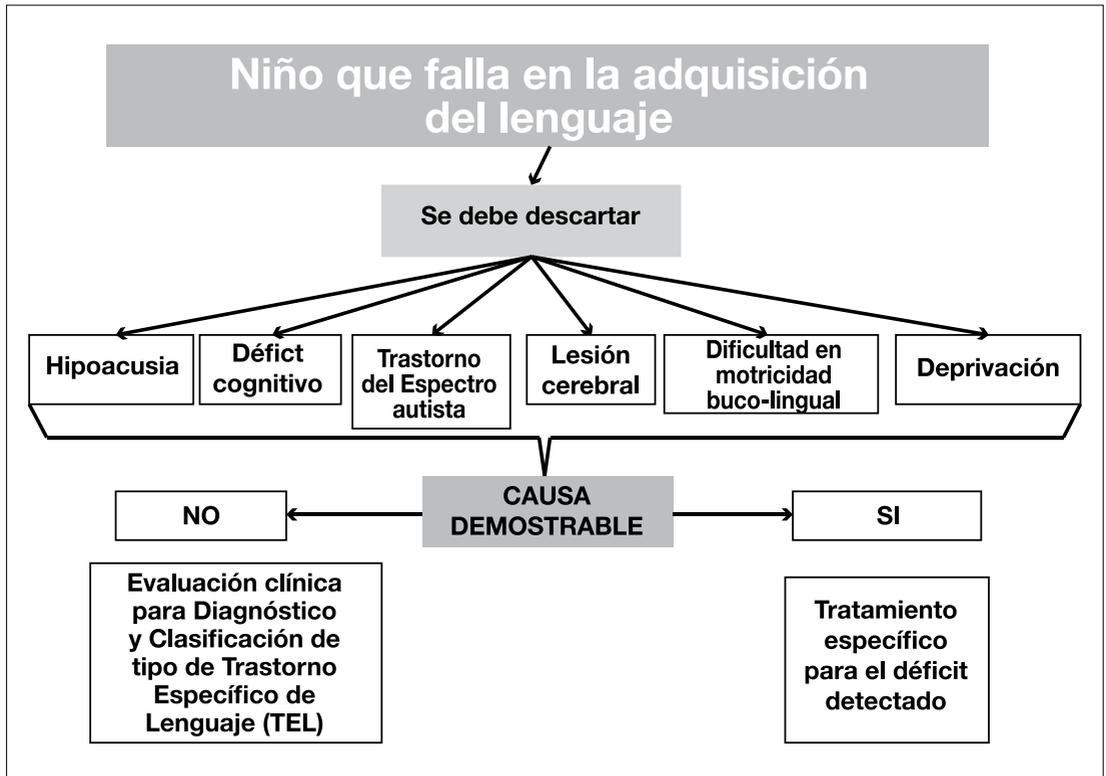 Niño que falla en la adquisición
del lenguaje
Se debe descartar
Hipoacusia
Défict
cognitivo
Trastorno
del Espectro
autista
Lesión
cerebral
Dificultad en
motricidad
buco-lingual
Deprivación
CAUSA
DEMOSTRABLE
NO
SI
Evaluación clínica
para Diagnóstico
y Clasificación de
tipo de Trastorno
Específico de
Lenguaje (TEL)
Tratamiento
específico
para el déficit
detectado